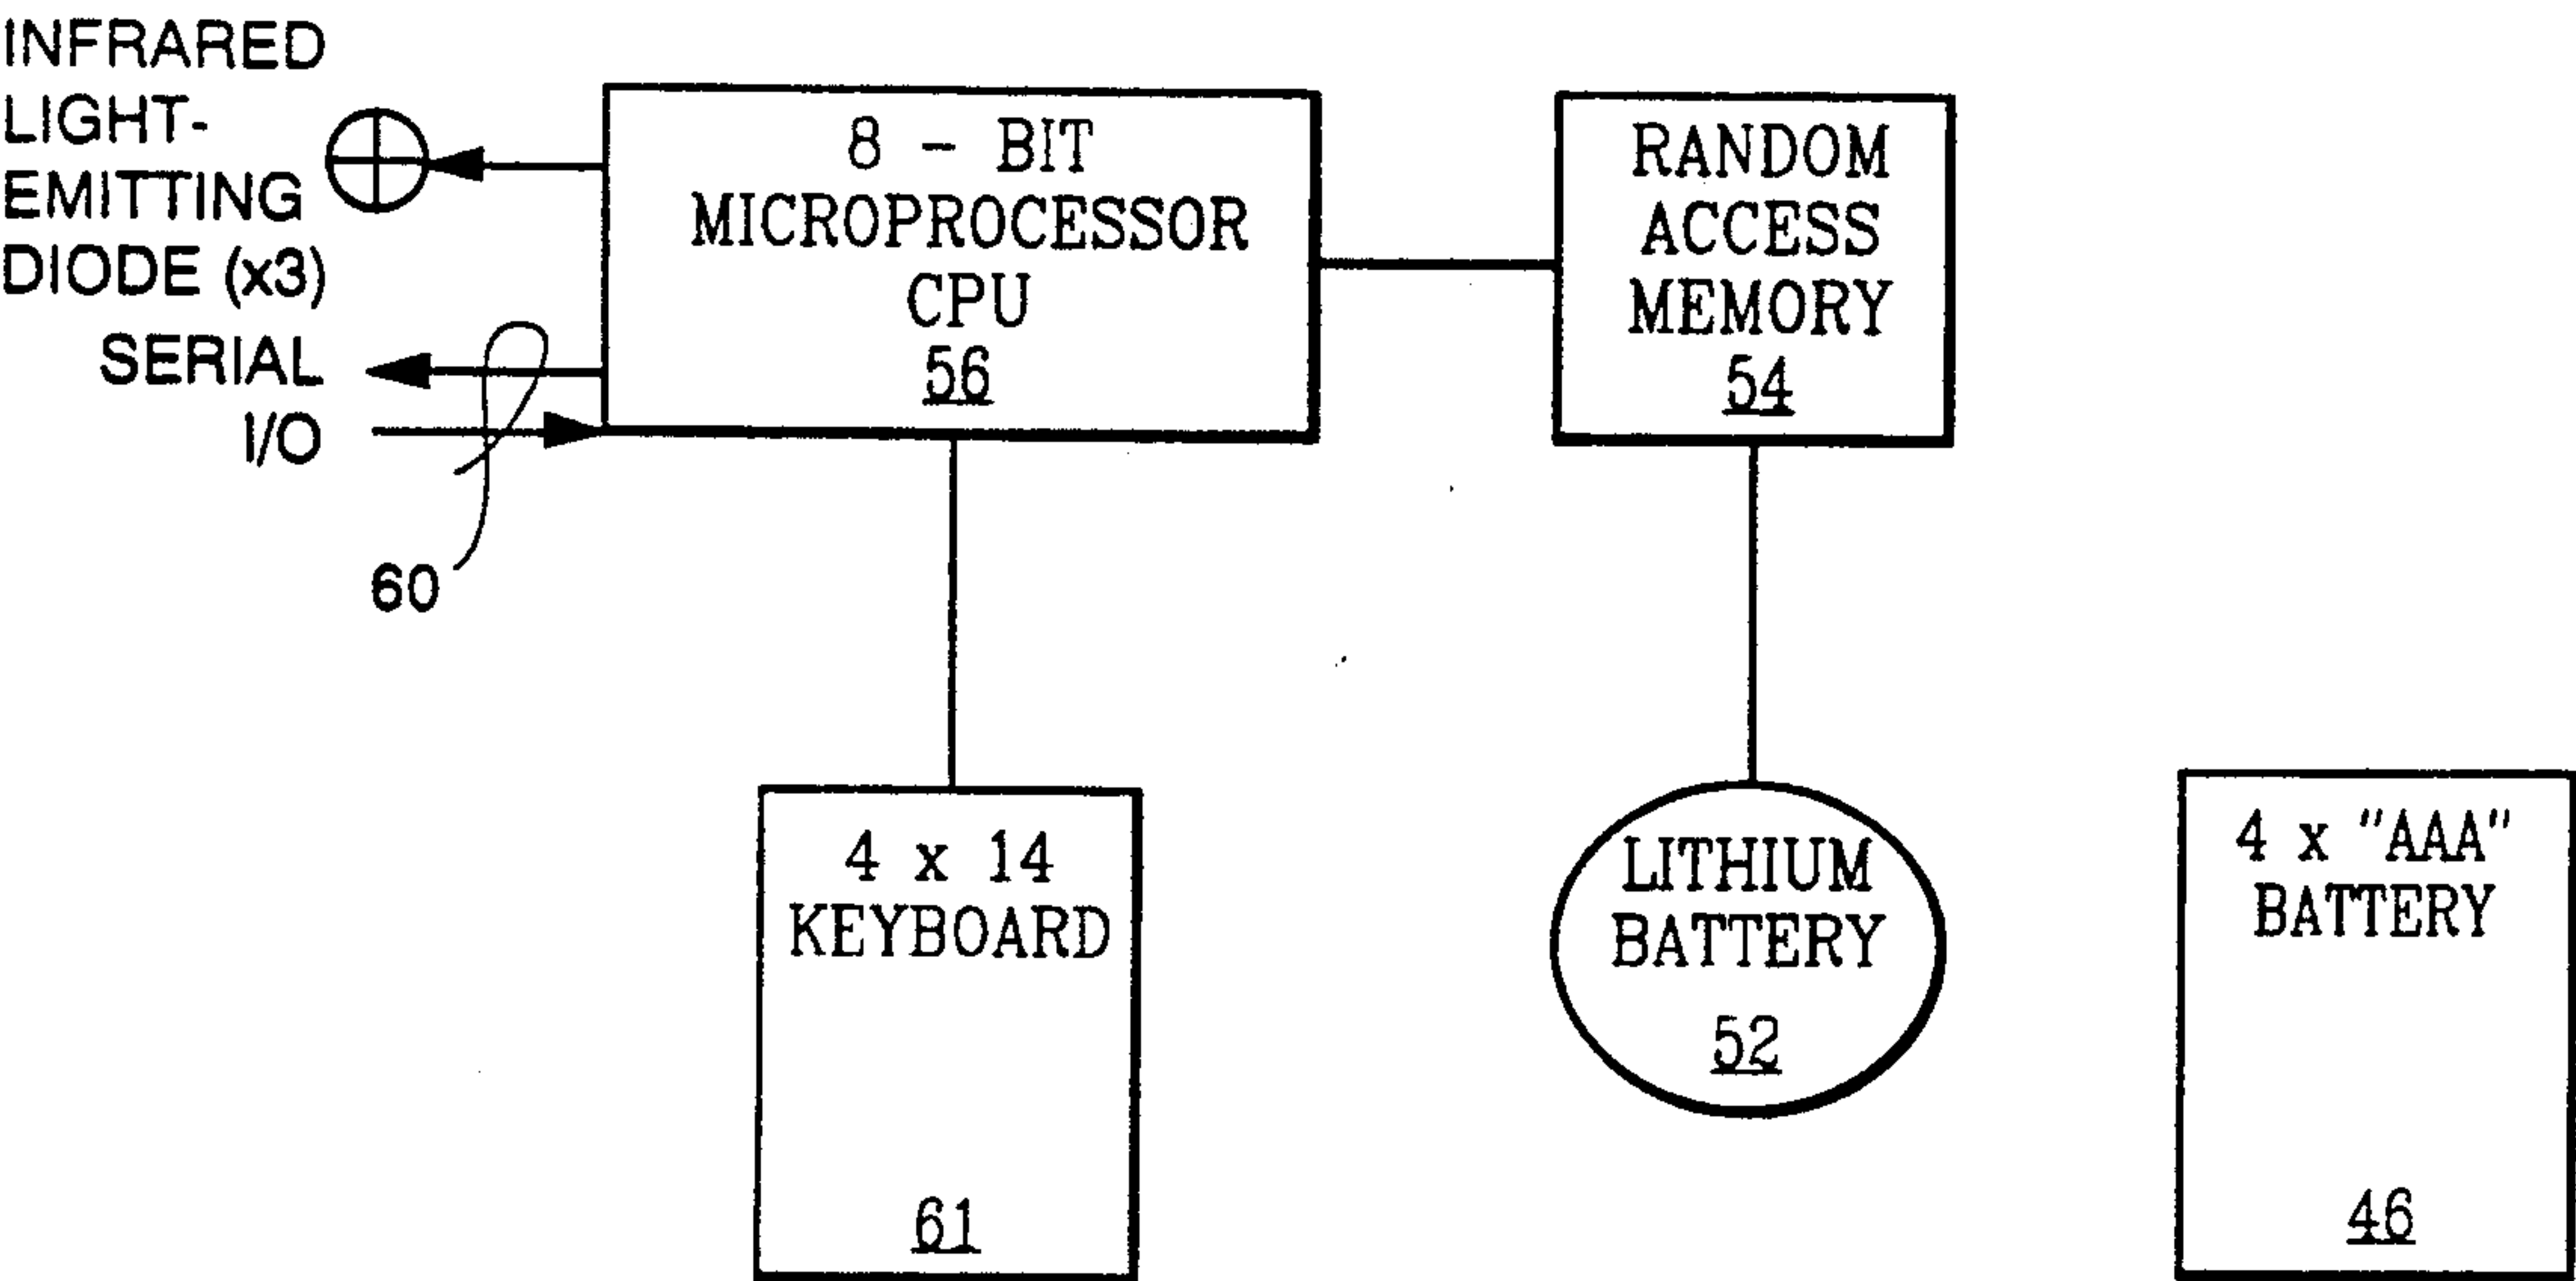 INFRARED
LIGHT-
EMITTING
DIODE (x3)
SERIAL
I/O
60
8 - BIT
MICROPROCESSOR
CPU
56
RANDOM
ACCESS
MEMORY
54
4 x 14
KEYBOARD
61
LITHIUM
BATTERY
52
4 x "AAA"
BATTERY
46